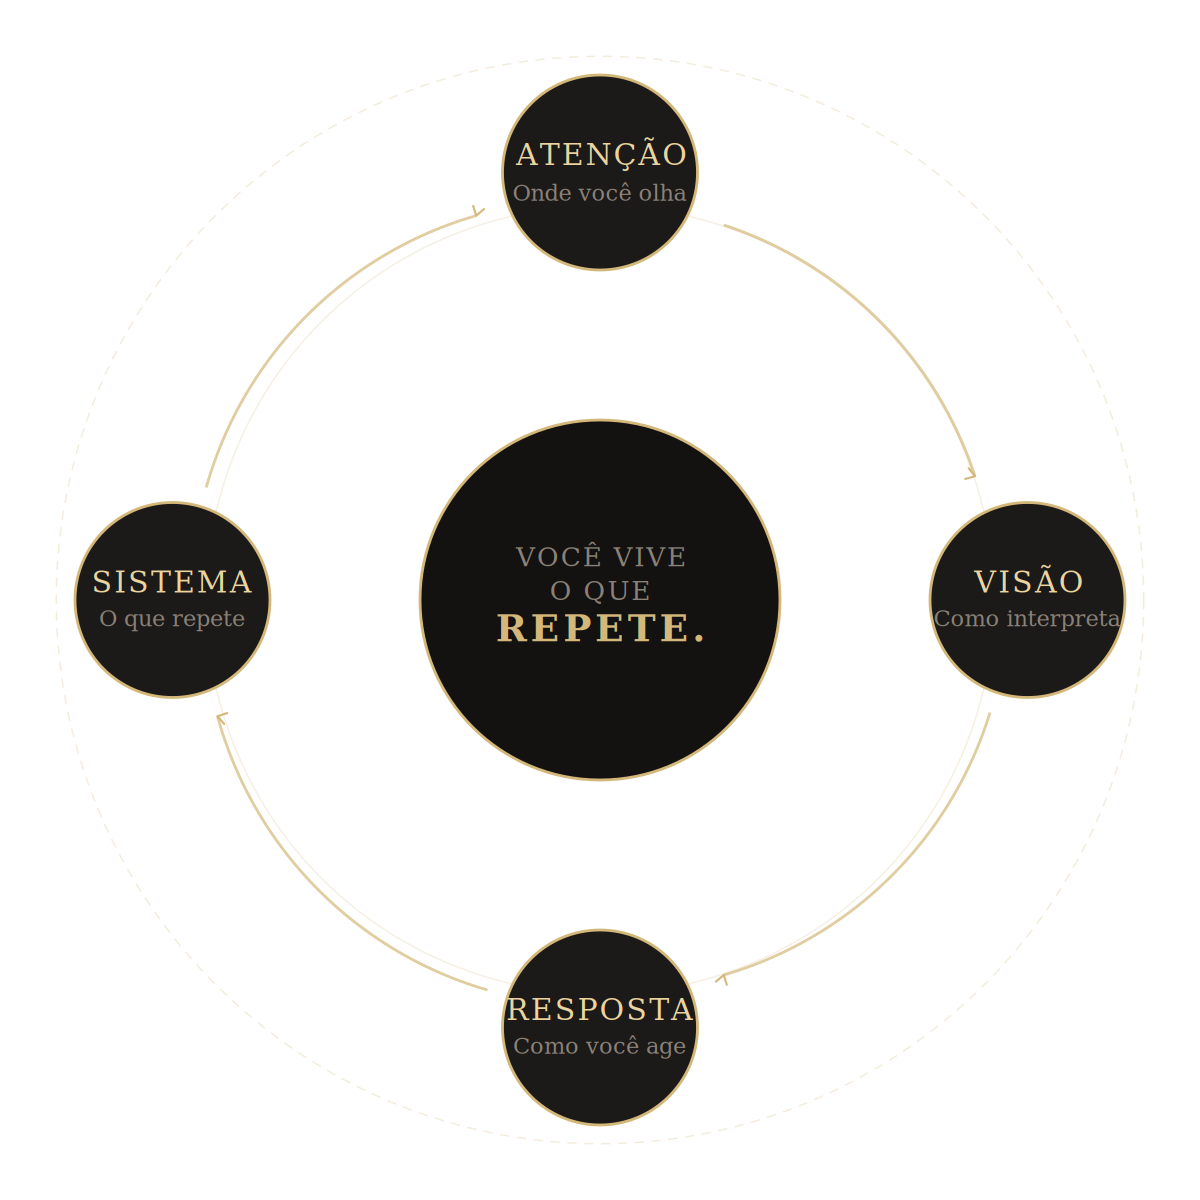 ATENÇÃO
Onde você olha
SISTEMA
O que repete
VOCÊ VIVE
O QUE
REPETE.
VISÃO
Como interpreta
RESPOSTA
Como você age